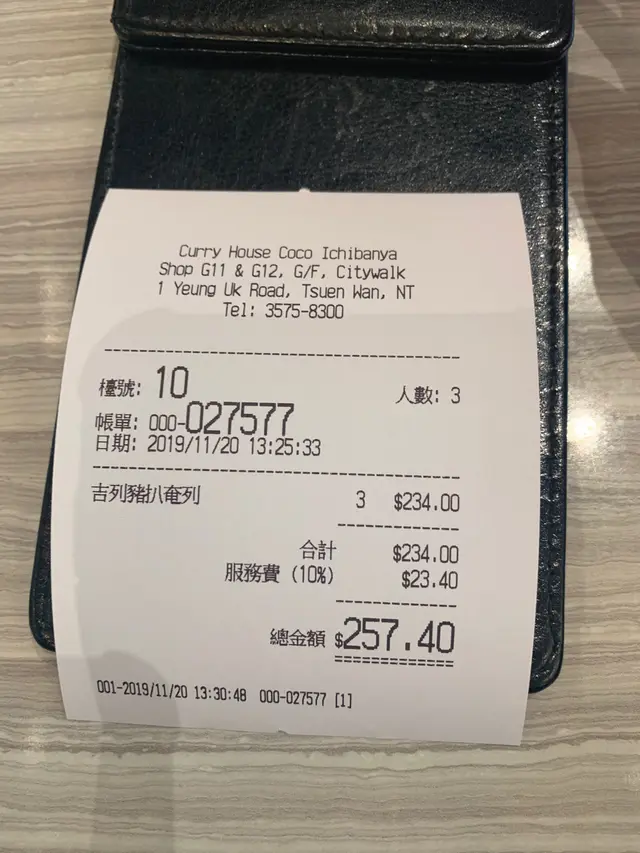 Curry House Coco Ichibanya
Shop G11 & G12, G/F, Citywalk
1 Yeung Uk Road, Tsuen Wan, NT
Tel: 3575-8300
檯號: 10 人數: 3
帳單: 000-027577
日期: 2019/11/20 13:25:33
吉列豬扒奄列 3 $234.00
合計 $234.00
服務費 (10%) $23.40
總金額 $257.40
001-2019/11/20 13:30:48 000-027577 [1]